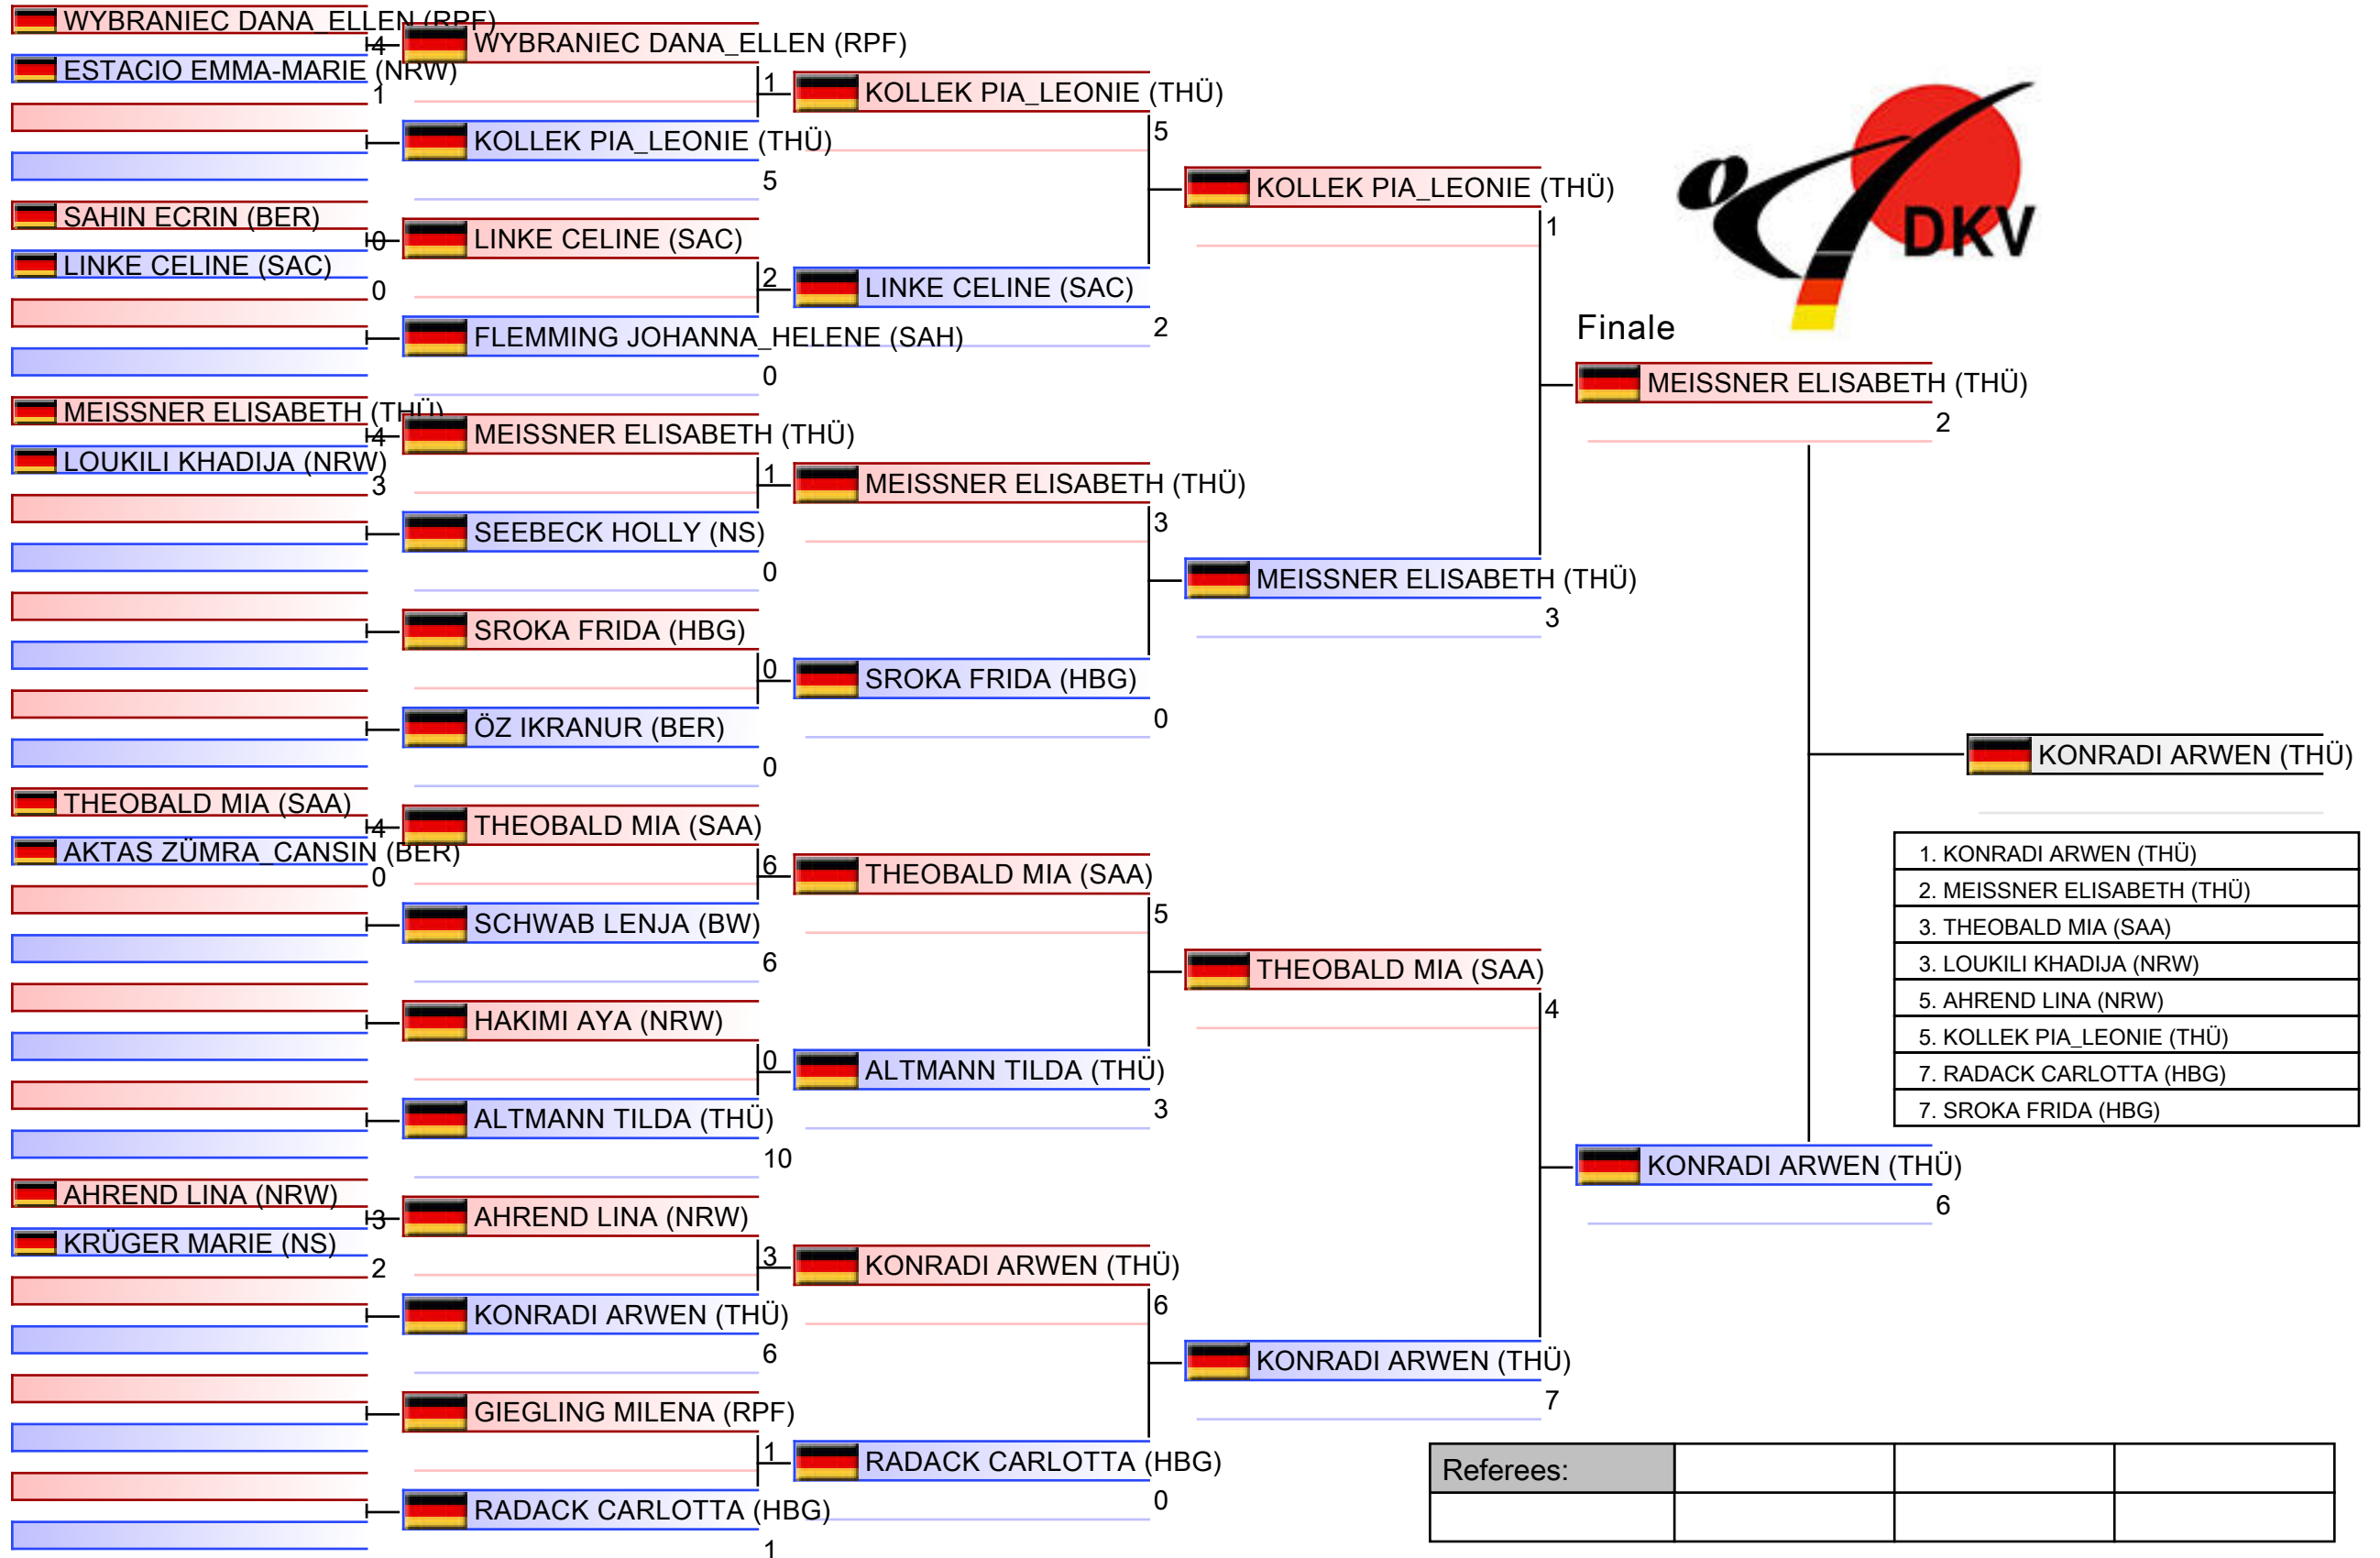 WYBRANIEC DANA_ELLEN (RPF)
4
ESTACIO EMMA-MARIE (NRW)
1
SAHIN ECRIN (BER)
0
LINKE CELINE (SAC)
0
MEISSNER ELISABETH (THÜ)
4
LOUKILI KHADIJA (NRW)
3
THEOBALD MIA (SAA)
4
AKTAS ZÜMRA_CANSIN (BER)
0
AHREND LINA (NRW)
3
KRÜGER MARIE (NS)
2
WYBRANIEC DANA_ELLEN (RPF)
1
KOLLEK PIA_LEONIE (THÜ)
5
LINKE CELINE (SAC)
2
FLEMMING JOHANNA_HELENE (SAH)
0
MEISSNER ELISABETH (THÜ)
1
SEEBECK HOLLY (NS)
0
SROKA FRIDA (HBG)
0
ÖZ IKRANUR (BER)
0
THEOBALD MIA (SAA)
6
SCHWAB LENJA (BW)
6
HAKIMI AYA (NRW)
0
ALTMANN TILDA (THÜ)
10
AHREND LINA (NRW)
3
KONRADI ARWEN (THÜ)
6
GIEGLING MILENA (RPF)
1
RADACK CARLOTTA (HBG)
1
KOLLEK PIA_LEONIE (THÜ)
5
LINKE CELINE (SAC)
2
MEISSNER ELISABETH (THÜ)
3
SROKA FRIDA (HBG)
0
THEOBALD MIA (SAA)
5
ALTMANN TILDA (THÜ)
3
KONRADI ARWEN (THÜ)
6
RADACK CARLOTTA (HBG)
0
KOLLEK PIA_LEONIE (THÜ)
1
MEISSNER ELISABETH (THÜ)
3
THEOBALD MIA (SAA)
4
KONRADI ARWEN (THÜ)
7
DKV
Finale
MEISSNER ELISABETH (THÜ)
2
KONRADI ARWEN (THÜ)
6
KONRADI ARWEN (THÜ)
1. KONRADI ARWEN (THÜ)
2. MEISSNER ELISABETH (THÜ)
3. THEOBALD MIA (SAA)
3. LOUKILI KHADIJA (NRW)
5. AHREND LINA (NRW)
5. KOLLEK PIA_LEONIE (THÜ)
7. RADACK CARLOTTA (HBG)
7. SROKA FRIDA (HBG)
Referees: